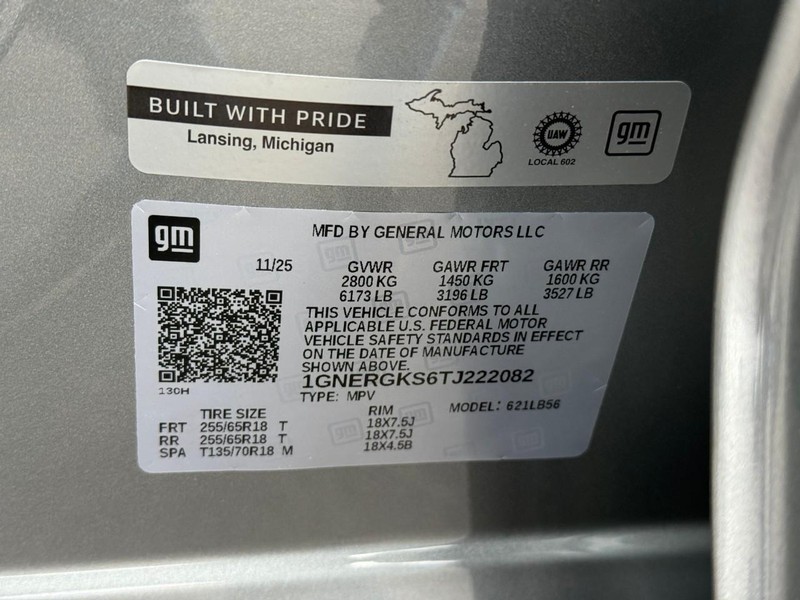 BUILT WITH PRIDE
Lansing, Michigan
UAW
LOCAL 602
gm
gm
MFD BY GENERAL MOTORS LLC
11/25 GVWR GAWR FRT GAWR RR
2800 KG 1450 KG 1600 KG
6173 LB 3196 LB 3527 LB
THIS VEHICLE CONFORMS TO ALL
APPLICABLE U.S. FEDERAL MOTOR
VEHICLE SAFETY STANDARDS IN EFFECT
ON THE DATE OF MANUFACTURE
SHOWN ABOVE.
1GNERGKS6TJ222082
130H
TYPE: MPV MODEL: 621LB56
TIRE SIZE RIM
FRT 255/65R18 T 18X7.5J
RR 255/65R18 T 18X7.5J
SPA T135/70R18 M 18X4.5B